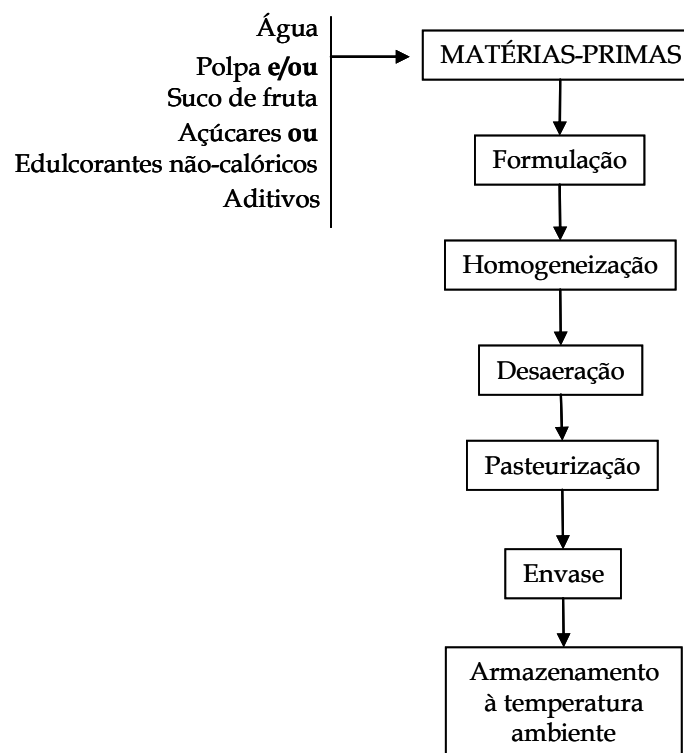 Água
Polpa e/ou
Suco de fruta
Açúcares ou
Edulcorantes não-calóricos
Aditivos
MATÉRIAS-PRIMAS
Formulação
Homogeneização
Desaeração
Pasteurização
Envase
Armazenamento
à temperatura
ambiente